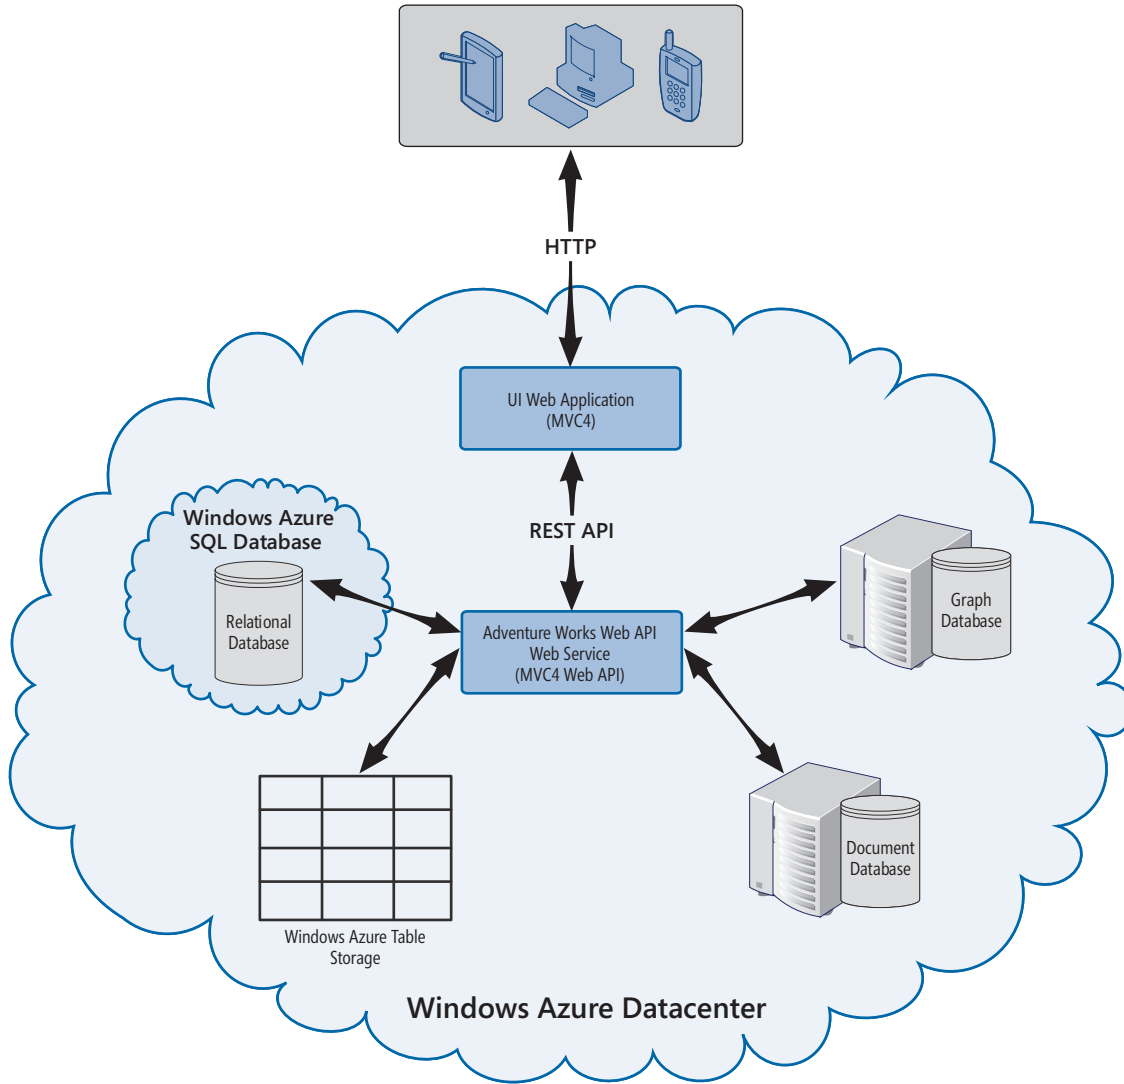 HTTP
UI Web Application
(MVC4)
REST API
Windows Azure
SQL Database
Relational
Database
Adventure Works Web API
Web Service
(MVC4 Web API)
Graph
Database
Document
Database
Windows Azure Table
Storage
Windows Azure Datacenter